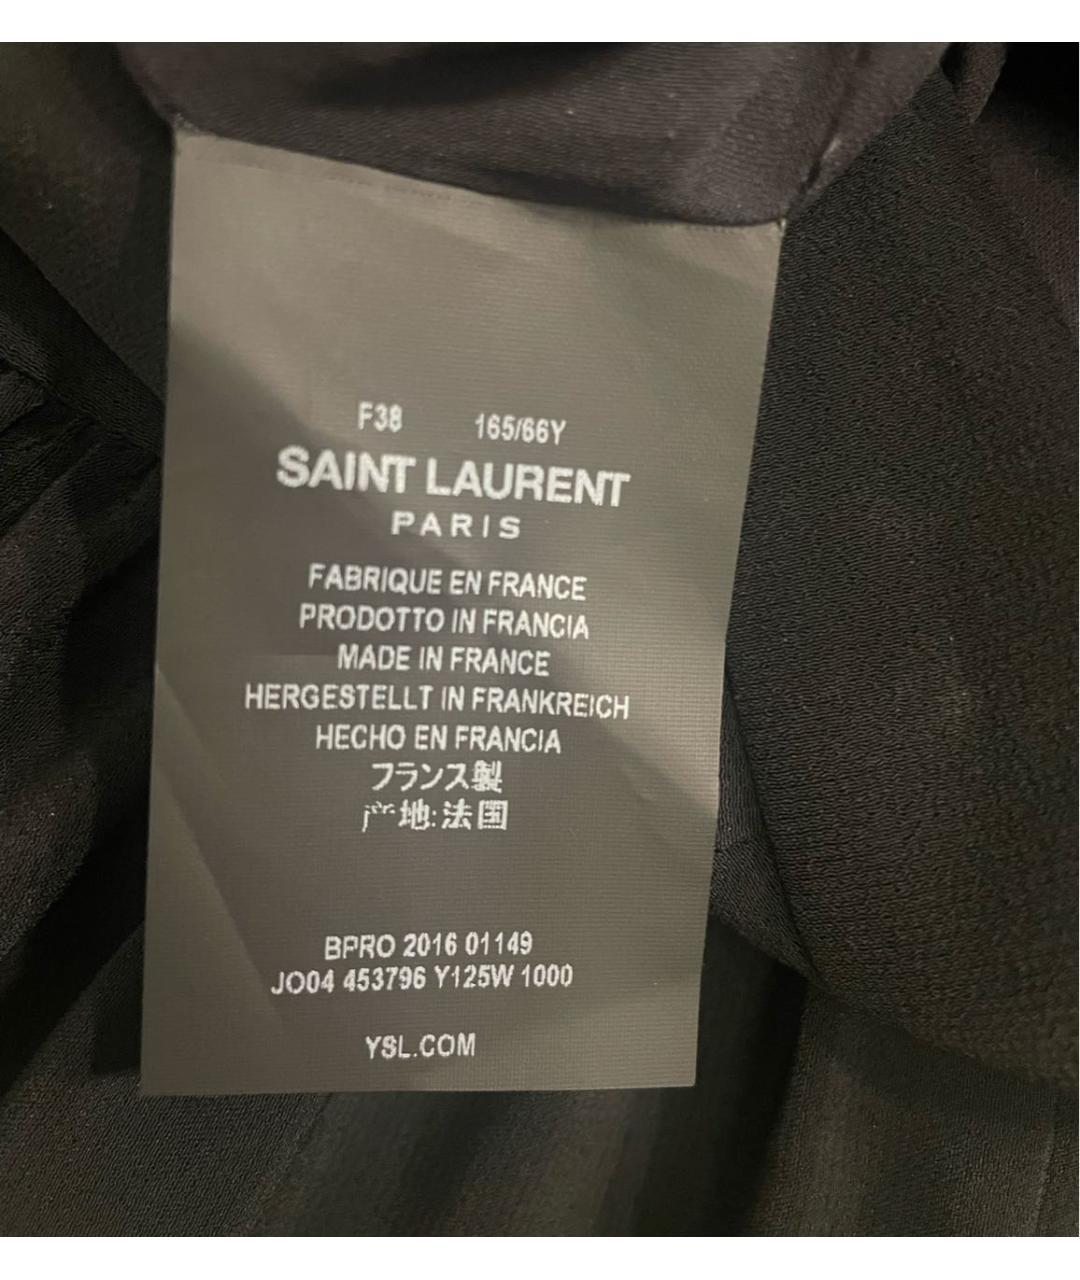 F38 165/66Y
SAINT LAURENT
PARIS
FABRIQUE EN FRANCE
PRODOTTO IN FRANCIA
MADE IN FRANCE
HERGESTELLT IN FRANKREICH
HECHO EN FRANCIA
フランス製
产地:法国
BPRO 2016 01149
JO04 453796 Y125W 1000
YSL.COM